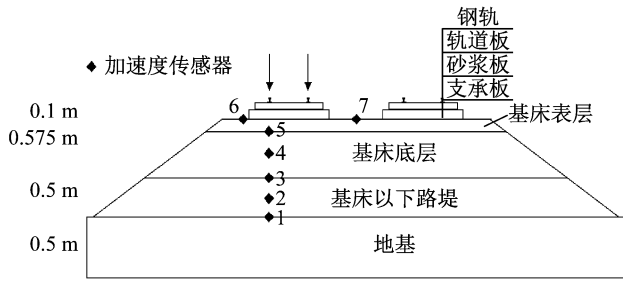 钢轨
轨道板
砂浆板
支承板
加速度传感器
0.1 m
6
7
基床表层
0.575 m
5
4
基床底层
3
0.5 m
2
基床以下路堤
1
0.5 m
地基